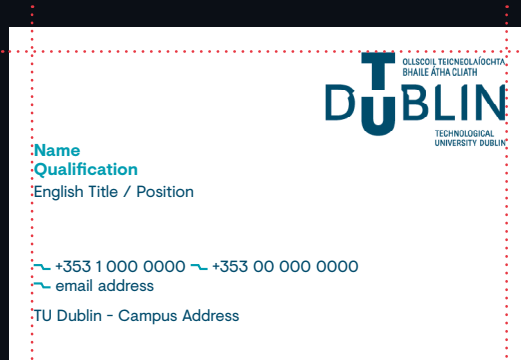 OLLSCOIL TEICNEOLAÍOCHTA
BHAILE ÁTHA CLIATH
TU DUBLIN
TECHNOLOGICAL
UNIVERSITY DUBLIN
Name
Qualification
English Title / Position
+353 1 000 0000 +353 00 000 0000
email address
TU Dublin - Campus Address